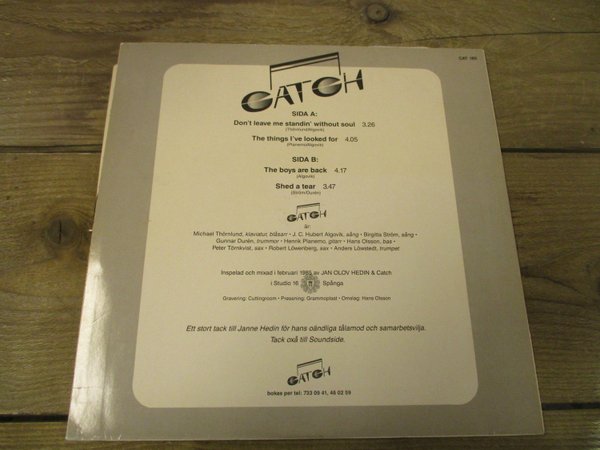 CAT 185
CATCH
SIDA A:
Don't leave me standin' without soul 3.26
(Thörnlund/Algovik)
The things I've looked for 4.05
(Planemo/Algovik)
SIDA B:
The boys are back 4.17
(Algovik)
Shed a tear 3.47
(Ström/Durén)
CATCH
är:
Michael Thörnlund, klaviatur, blåsarr • J. C. Hubert Algovik, sång • Birgitta Ström, sång •
Gunnar Durén, trummor • Henrik Planemo, gitarr • Hans Olsson, bas •
Peter Törnkvist, sax • Robert Löwenberg, sax • Anders Löwstedt, trumpet
Inspelad och mixad i februari 1985 av JAN OLOV HEDIN & Catch
i Studio 16 Spånga
Gravering: Cuttingroom • Pressning: Grammoplast • Omslag: Hans Olsson
Ett stort tack till Janne Hedin för hans oändliga tålamod och samarbetsvilja.
Tack oxå till Soundside.
CATCH
bokas per tel: 733 09 41, 46 02 59